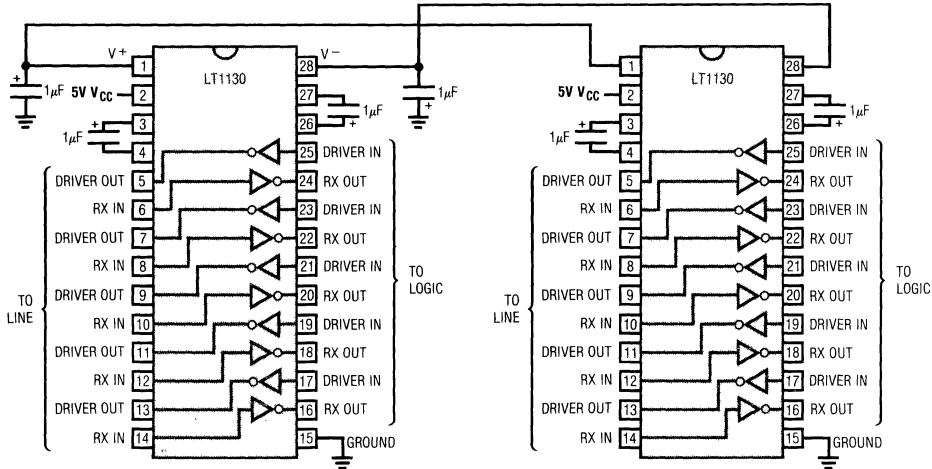 V+ 1 LT1130 28 V−
+ 1µF 5V VCC 2 27 1µF +
1µF + 3 26 1µF +
4 25 DRIVER IN
DRIVER OUT 5 24 RX OUT
RX IN 6 23 DRIVER IN
DRIVER OUT 7 22 RX OUT
RX IN 8 21 DRIVER IN
TO LINE
DRIVER OUT 9 20 RX OUT
TO LOGIC
RX IN 10 19 DRIVER IN
DRIVER OUT 11 18 RX OUT
RX IN 12 17 DRIVER IN
DRIVER OUT 13 16 RX OUT
RX IN 14 15 GROUND
1 LT1130 28
5V VCC 2 27
1µF + 3 26 1µF +
4 25 DRIVER IN
DRIVER OUT 5 24 RX OUT
RX IN 6 23 DRIVER IN
DRIVER OUT 7 22 RX OUT
RX IN 8 21 DRIVER IN
TO LINE
DRIVER OUT 9 20 RX OUT
TO LOGIC
RX IN 10 19 DRIVER IN
DRIVER OUT 11 18 RX OUT
RX IN 12 17 DRIVER IN
DRIVER OUT 13 16 RX OUT
RX IN 14 15 GROUND